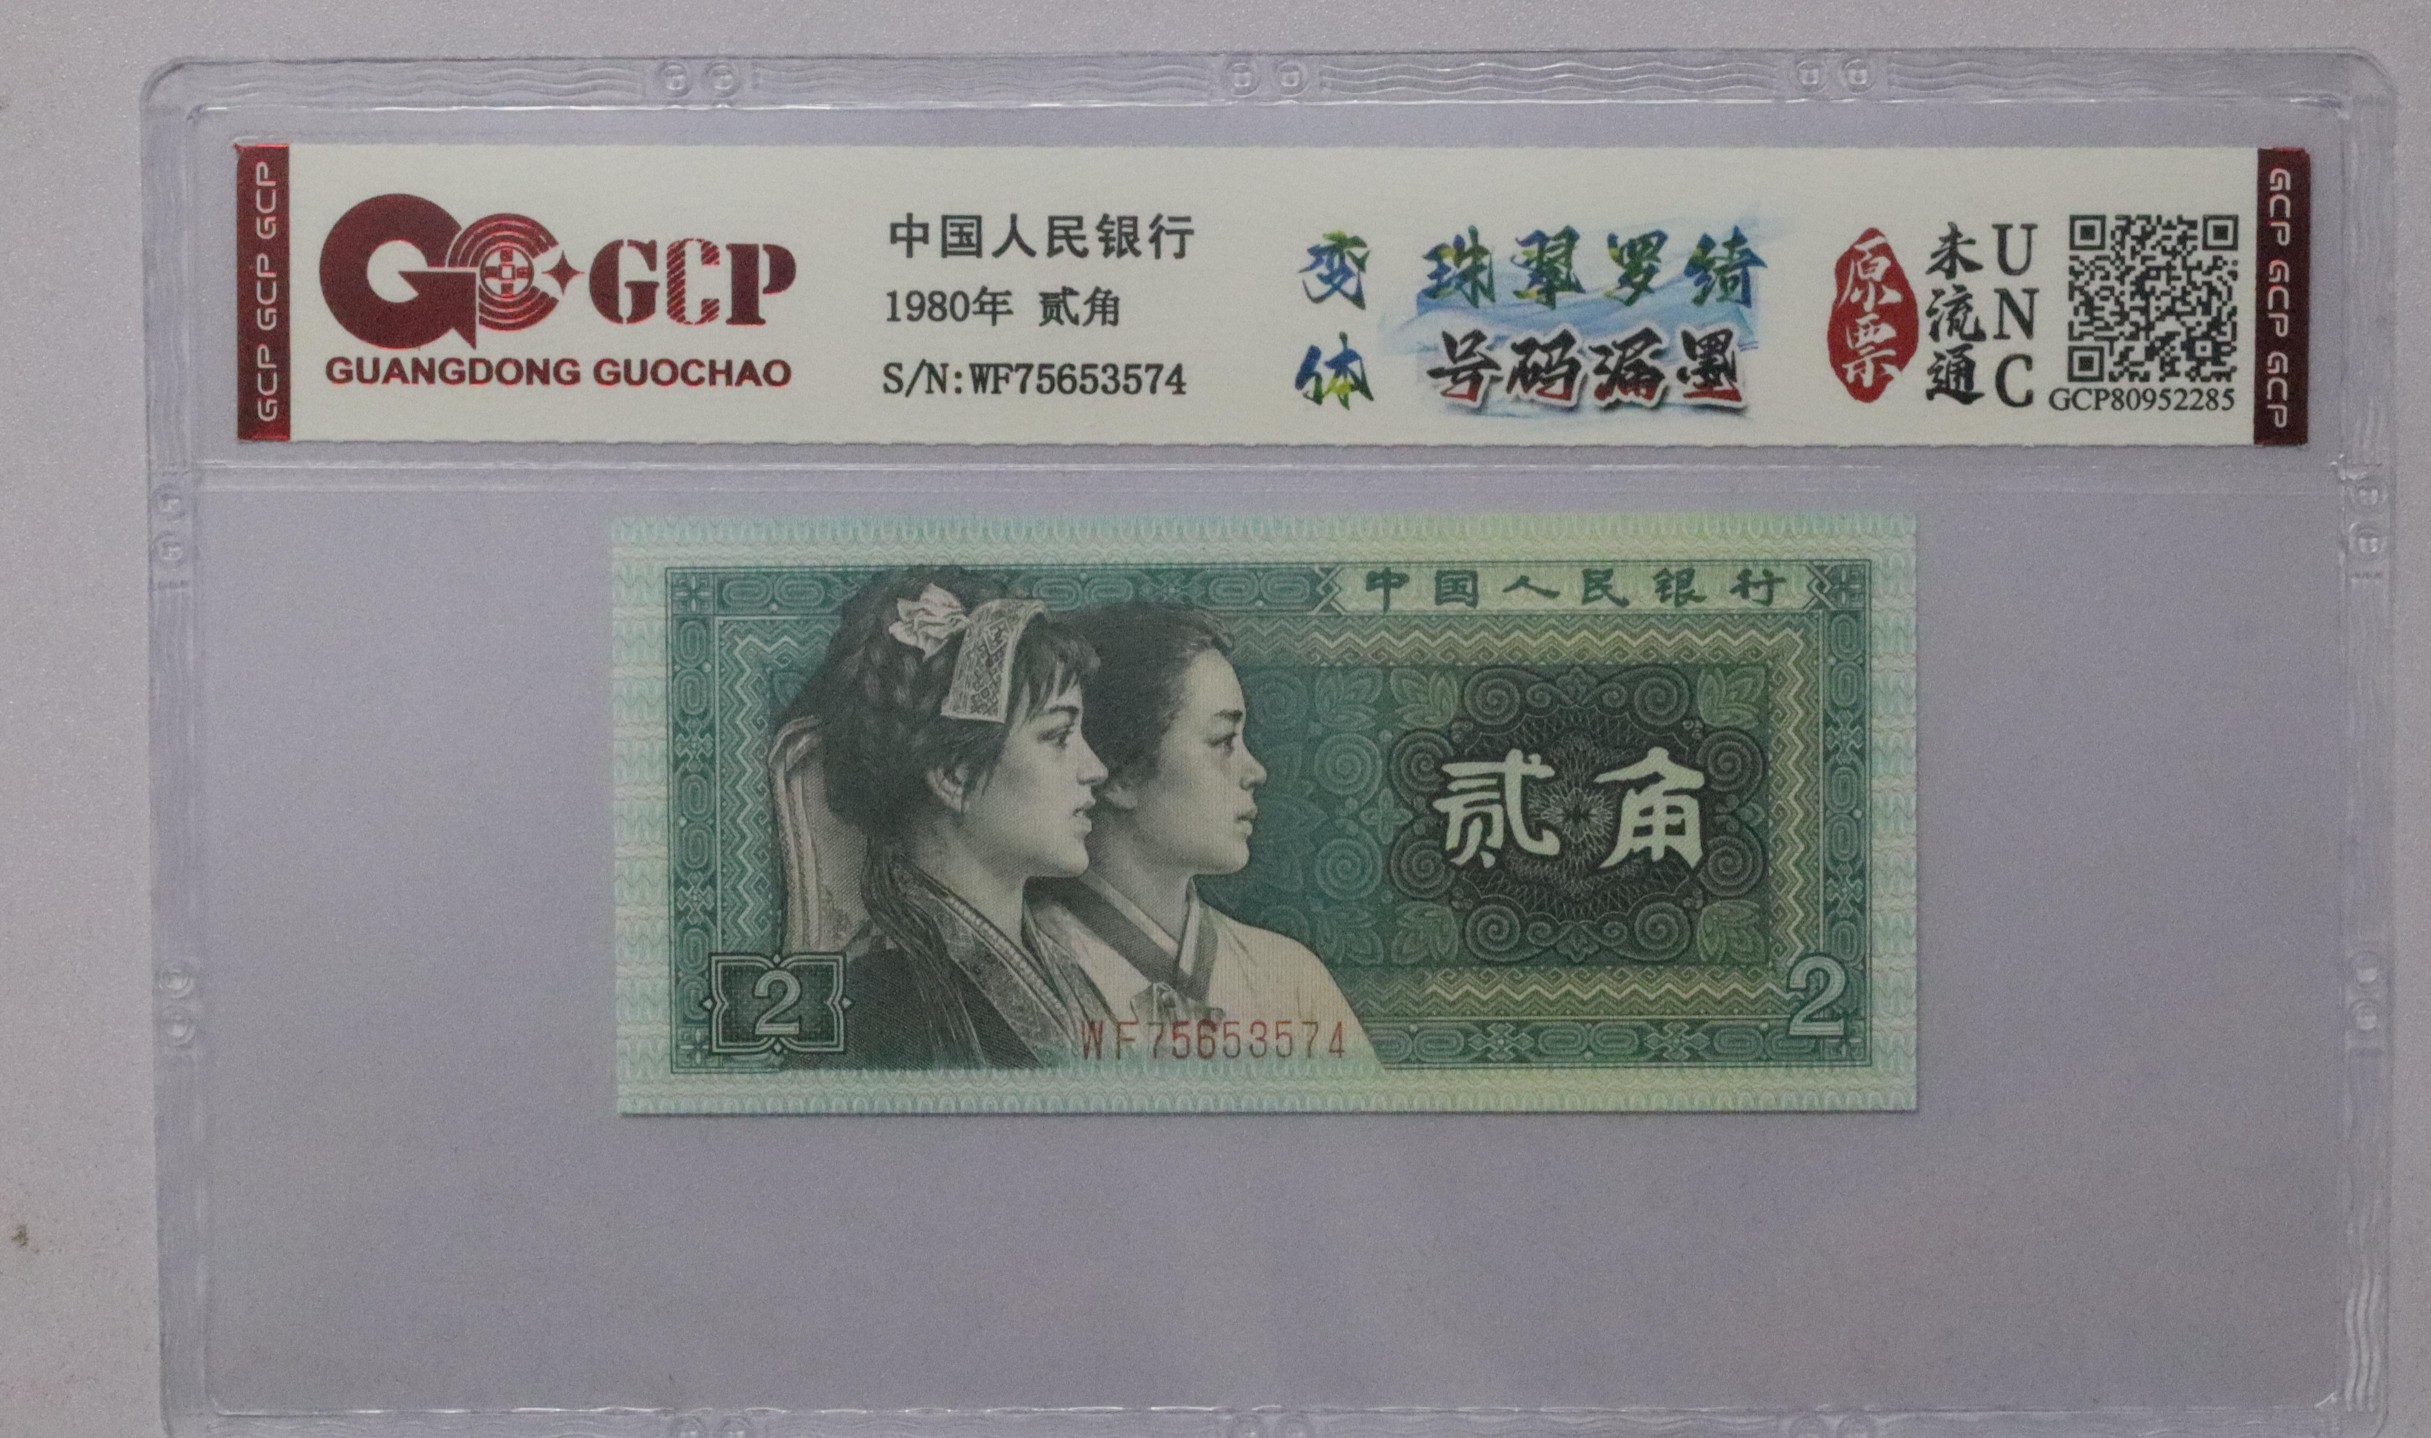 GCP GCP GCP
GCP
GUANGDONG GUOCHAO
中国人民银行
1980年 贰角
S/N:WF75653574
变体
珠翠罗绮
号码漏墨
原票
未流通
UNC
GCP80952285
GCP GCP GCP
中国人民银行
贰角
2
2
WF75653574